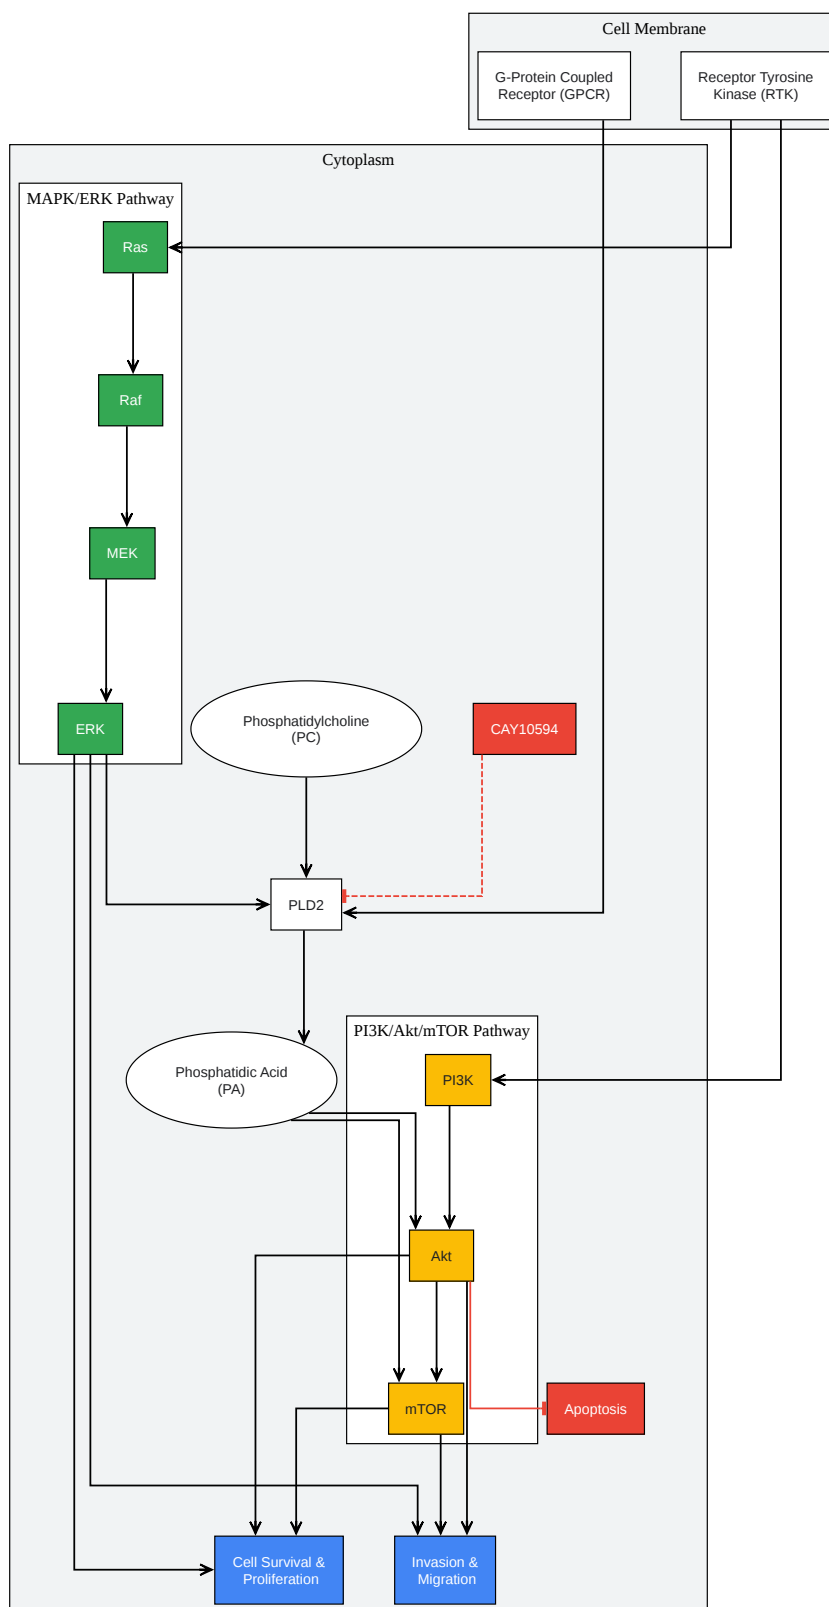 Cell Membrane
G-Protein Coupled
Receptor (GPCR)
Receptor Tyrosine
Kinase (RTK)
Cytoplasm
MAPK/ERK Pathway
Ras
Raf
MEK
ERK
Phosphatidylcholine
(PC)
CAY10594
PLD2
Phosphatidic Acid
(PA)
PI3K/Akt/mTOR Pathway
PI3K
Akt
mTOR
Apoptosis
Cell Survival &
Proliferation
Invasion &
Migration